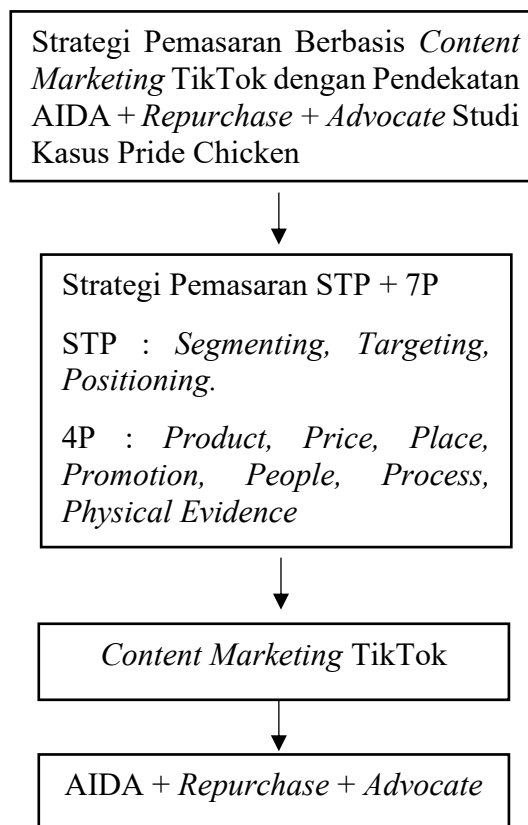 Strategi Pemasaran Berbasis Content
Marketing TikTok dengan Pendekatan
AIDA + Repurchase + Advocate Studi
Kasus Pride Chicken
Strategi Pemasaran STP + 7P
STP : Segmenting, Targeting,
Positioning.
4P : Product, Price, Place,
Promotion, People, Process,
Physical Evidence
Content Marketing TikTok
AIDA + Repurchase + Advocate